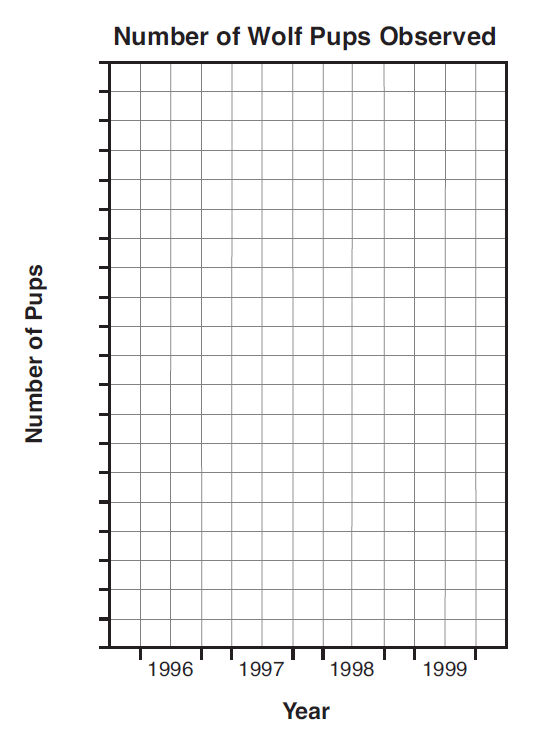 Number of Wolf Pups Observed
Number of Pups
1996 1997 1998 1999
Year